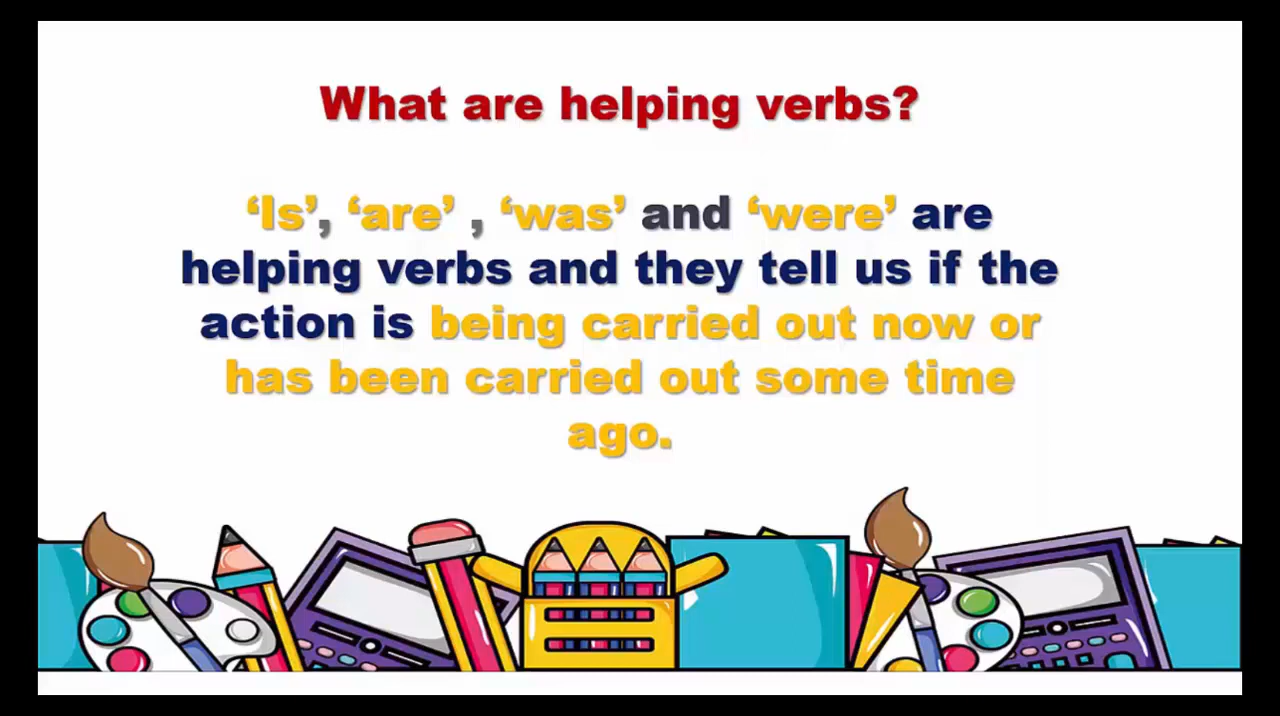 What are helping verbs?
‘Is’, ‘are’ , ‘was’ and ‘were’ are
helping verbs and they tell us if the
action is being carried out now or
has been carried out some time
ago.